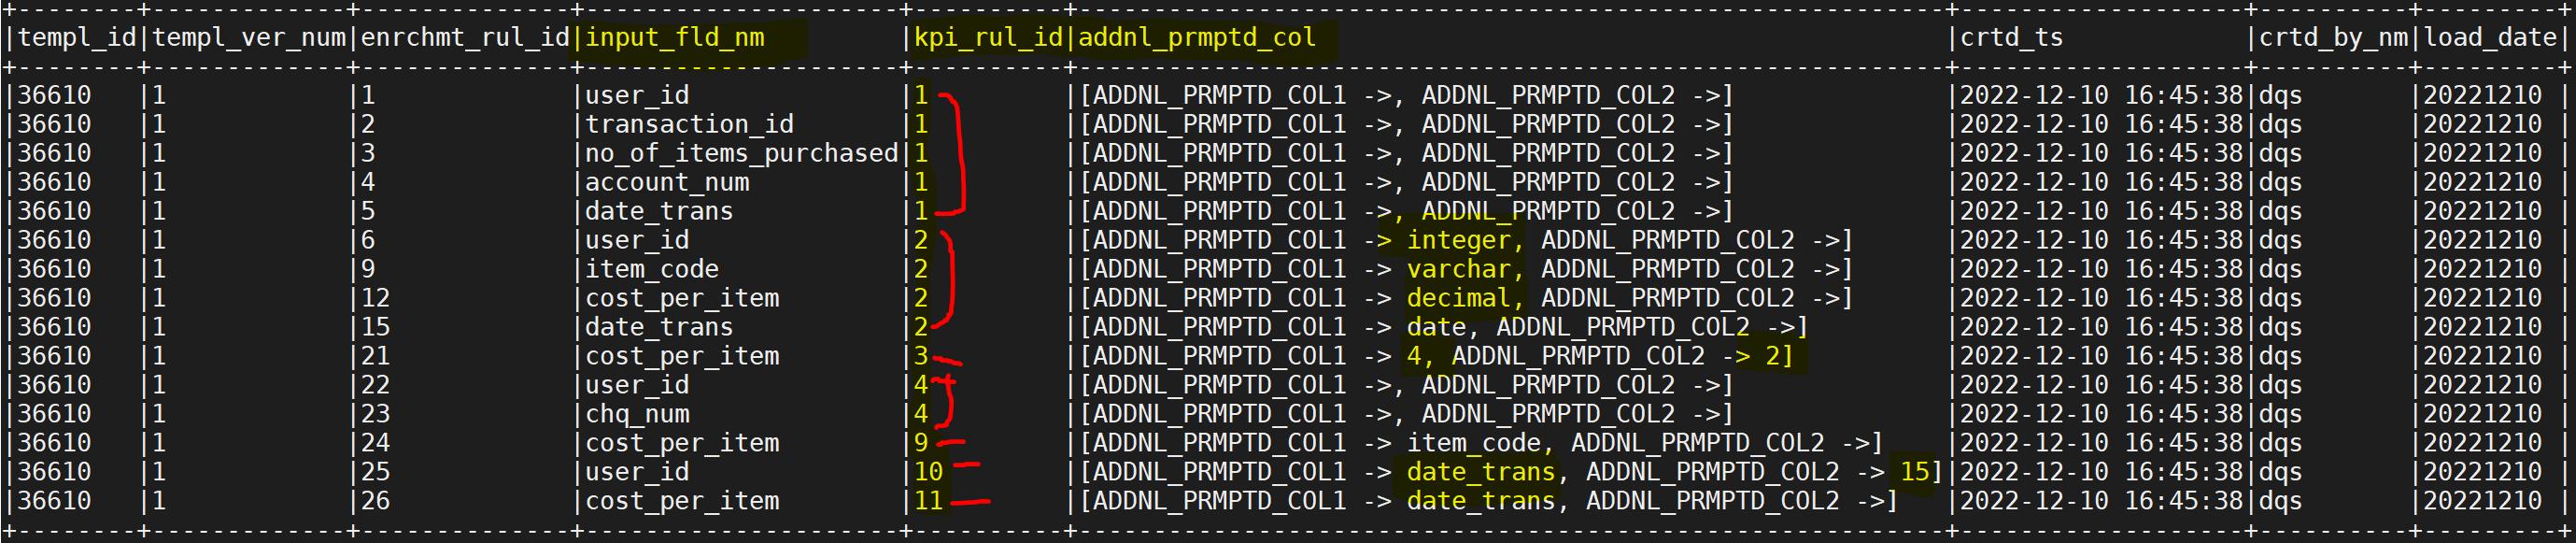 +--------+-------------+--------------+---------------------+----------+----------------------------------------------------------+-------------------+----------+---------+
|templ_id|templ_ver_num|enrchmt_rul_id|input_fld_nm         |kpi_rul_id|addnl_prmptd_col                                          |crtd_ts            |crtd_by_nm|load_date|
+--------+-------------+--------------+---------------------+----------+----------------------------------------------------------+-------------------+----------+---------+
|36610   |1            |1             |user_id              |1         |[ADDNL_PRMPTD_COL1 ->, ADDNL_PRMPTD_COL2 ->]              |2022-12-10 16:45:38|dqs       |20221210 |
|36610   |1            |2             |transaction_id       |1         |[ADDNL_PRMPTD_COL1 ->, ADDNL_PRMPTD_COL2 ->]              |2022-12-10 16:45:38|dqs       |20221210 |
|36610   |1            |3             |no_of_items_purchased|1         |[ADDNL_PRMPTD_COL1 ->, ADDNL_PRMPTD_COL2 ->]              |2022-12-10 16:45:38|dqs       |20221210 |
|36610   |1            |4             |account_num          |1         |[ADDNL_PRMPTD_COL1 ->, ADDNL_PRMPTD_COL2 ->]              |2022-12-10 16:45:38|dqs       |20221210 |
|36610   |1            |5             |date_trans           |1         |[ADDNL_PRMPTD_COL1 ->, ADDNL_PRMPTD_COL2 ->]              |2022-12-10 16:45:38|dqs       |20221210 |
|36610   |1            |6             |user_id              |2         |[ADDNL_PRMPTD_COL1 -> integer, ADDNL_PRMPTD_COL2 ->]      |2022-12-10 16:45:38|dqs       |20221210 |
|36610   |1            |9             |item_code            |2         |[ADDNL_PRMPTD_COL1 -> varchar, ADDNL_PRMPTD_COL2 ->]      |2022-12-10 16:45:38|dqs       |20221210 |
|36610   |1            |12            |cost_per_item        |2         |[ADDNL_PRMPTD_COL1 -> decimal, ADDNL_PRMPTD_COL2 ->]      |2022-12-10 16:45:38|dqs       |20221210 |
|36610   |1            |15            |date_trans           |2         |[ADDNL_PRMPTD_COL1 -> date, ADDNL_PRMPTD_COL2 ->]         |2022-12-10 16:45:38|dqs       |20221210 |
|36610   |1            |21            |cost_per_item        |3         |[ADDNL_PRMPTD_COL1 -> 4, ADDNL_PRMPTD_COL2 -> 2]          |2022-12-10 16:45:38|dqs       |20221210 |
|36610   |1            |22            |user_id              |4         |[ADDNL_PRMPTD_COL1 ->, ADDNL_PRMPTD_COL2 ->]              |2022-12-10 16:45:38|dqs       |20221210 |
|36610   |1            |23            |chq_num              |4         |[ADDNL_PRMPTD_COL1 ->, ADDNL_PRMPTD_COL2 ->]              |2022-12-10 16:45:38|dqs       |20221210 |
|36610   |1            |24            |cost_per_item        |9         |[ADDNL_PRMPTD_COL1 -> item_code, ADDNL_PRMPTD_COL2 ->]    |2022-12-10 16:45:38|dqs       |20221210 |
|36610   |1            |25            |user_id              |10        |[ADDNL_PRMPTD_COL1 -> date_trans, ADDNL_PRMPTD_COL2 -> 15]|2022-12-10 16:45:38|dqs       |20221210 |
|36610   |1            |26            |cost_per_item        |11        |[ADDNL_PRMPTD_COL1 -> date_trans, ADDNL_PRMPTD_COL2 ->]   |2022-12-10 16:45:38|dqs       |20221210 |
+--------+-------------+--------------+---------------------+----------+----------------------------------------------------------+-------------------+----------+---------+